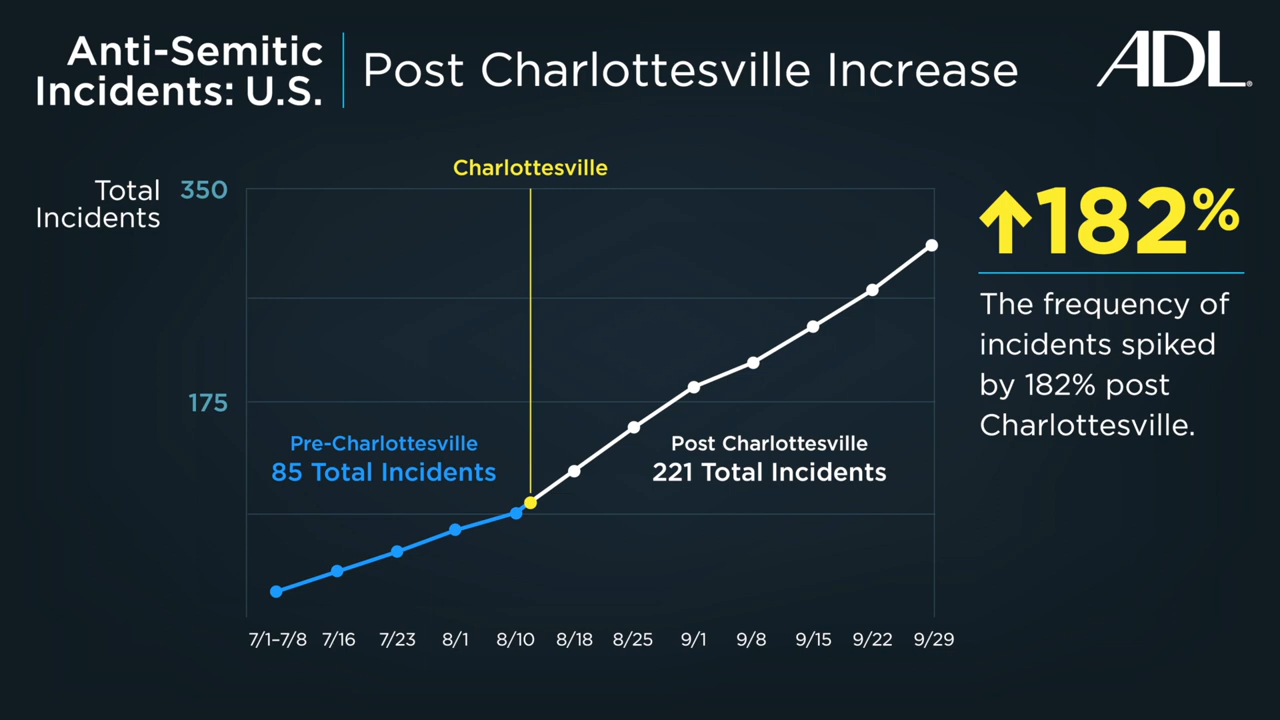 Anti-Semitic
Incidents: U.S.
Post Charlottesville Increase
ADL®
Total
Incidents
350
175
Charlottesville
Pre-Charlottesville
85 Total Incidents
Post Charlottesville
221 Total Incidents
7/1–7/8 7/16 7/23 8/1 8/10 8/18 8/25 9/1 9/8 9/15 9/22 9/29
↑182%
The frequency of
incidents spiked
by 182% post
Charlottesville.